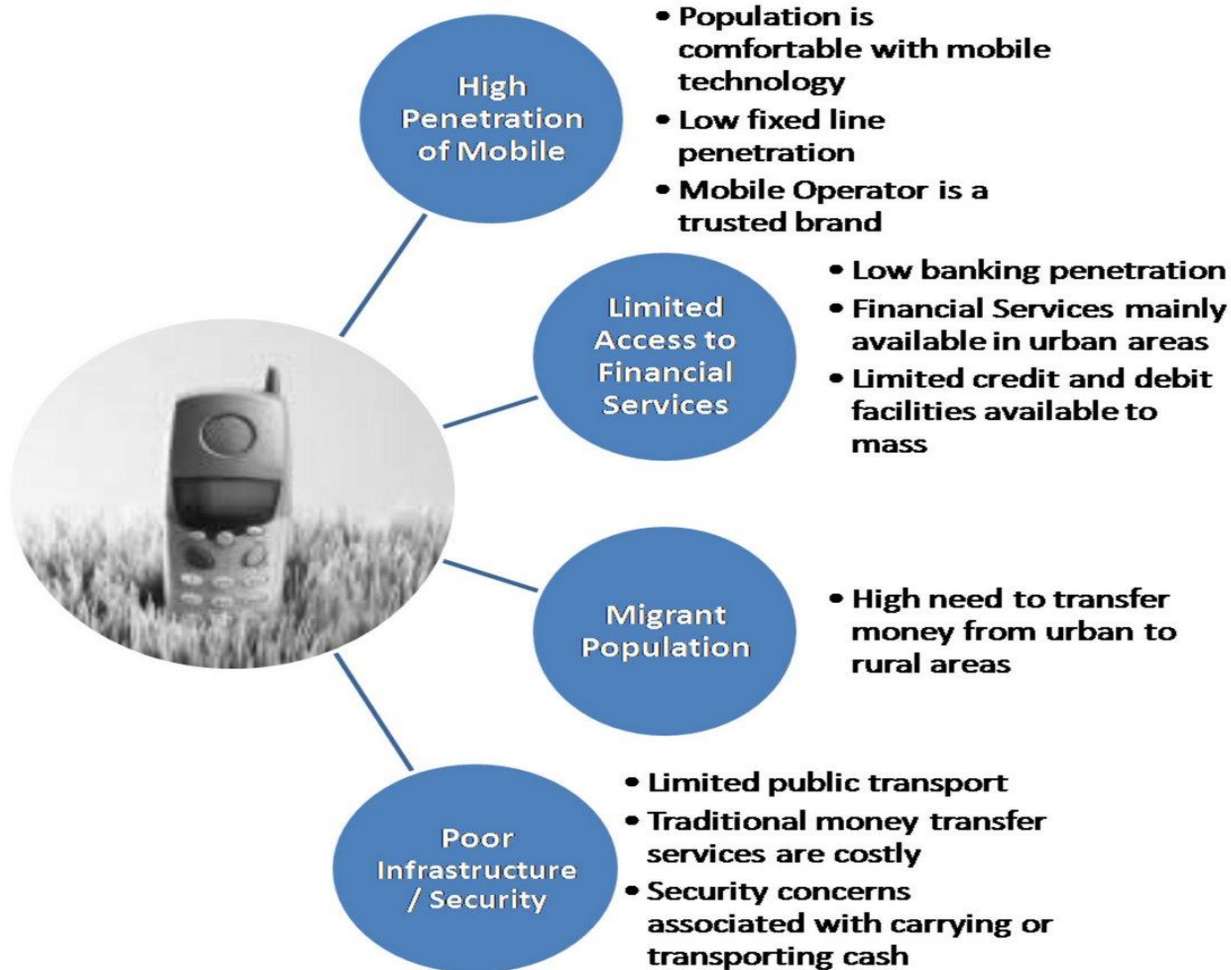 High
Penetration
of Mobile
• Population is
comfortable with mobile
technology
• Low fixed line
penetration
• Mobile Operator is a
trusted brand
Limited
Access to
Financial
Services
• Low banking penetration
• Financial Services mainly
available in urban areas
• Limited credit and debit
facilities available to
mass
Migrant
Population
• High need to transfer
money from urban to
rural areas
Poor
Infrastructure
/ Security
• Limited public transport
• Traditional money transfer
services are costly
• Security concerns
associated with carrying or
transporting cash